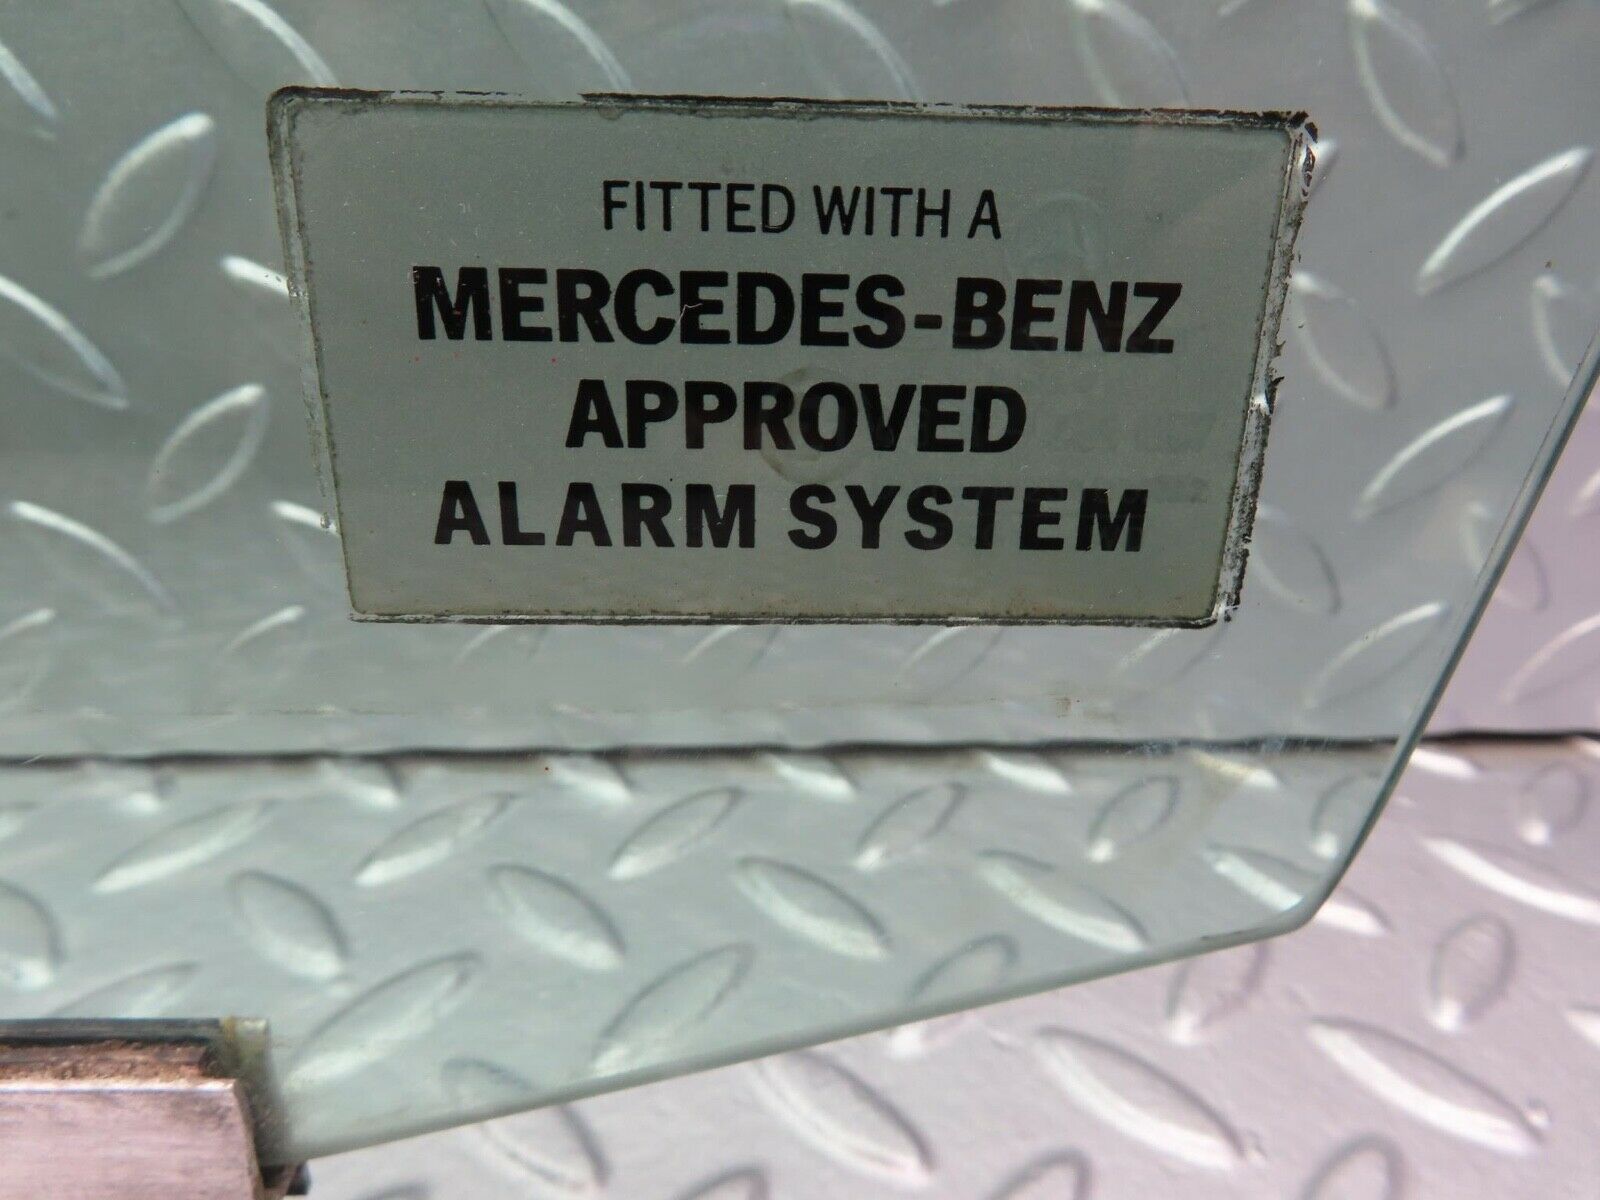 FITTED WITH A
MERCEDES-BENZ
APPROVED
ALARM SYSTEM